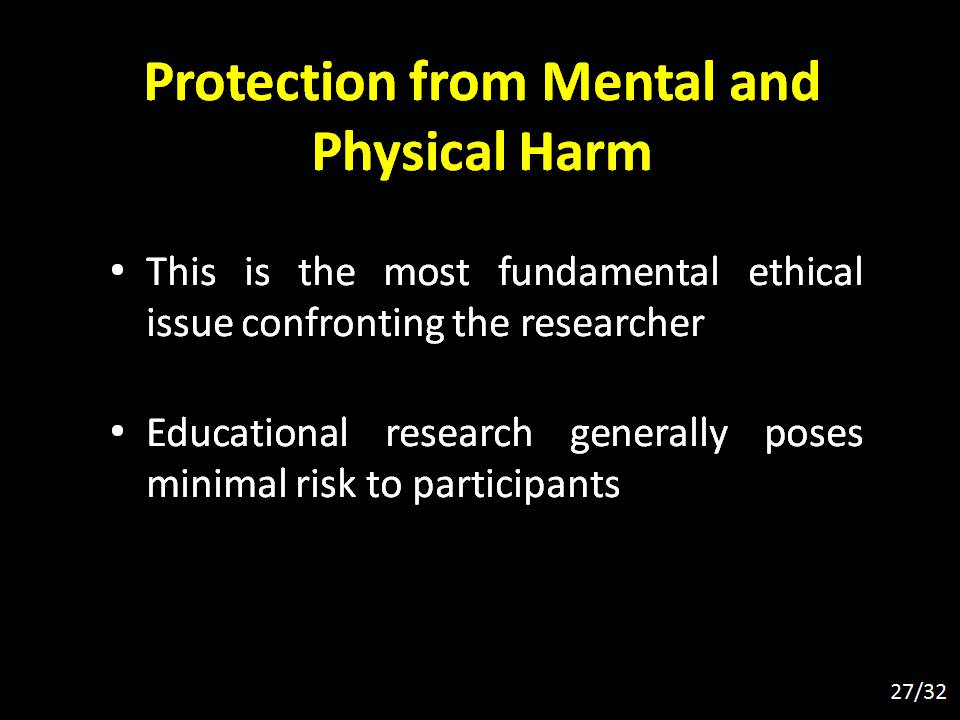 Protection from Mental and
Physical Harm
• This is the most fundamental ethical
issue confronting the researcher
• Educational research generally poses
minimal risk to participants
27/32